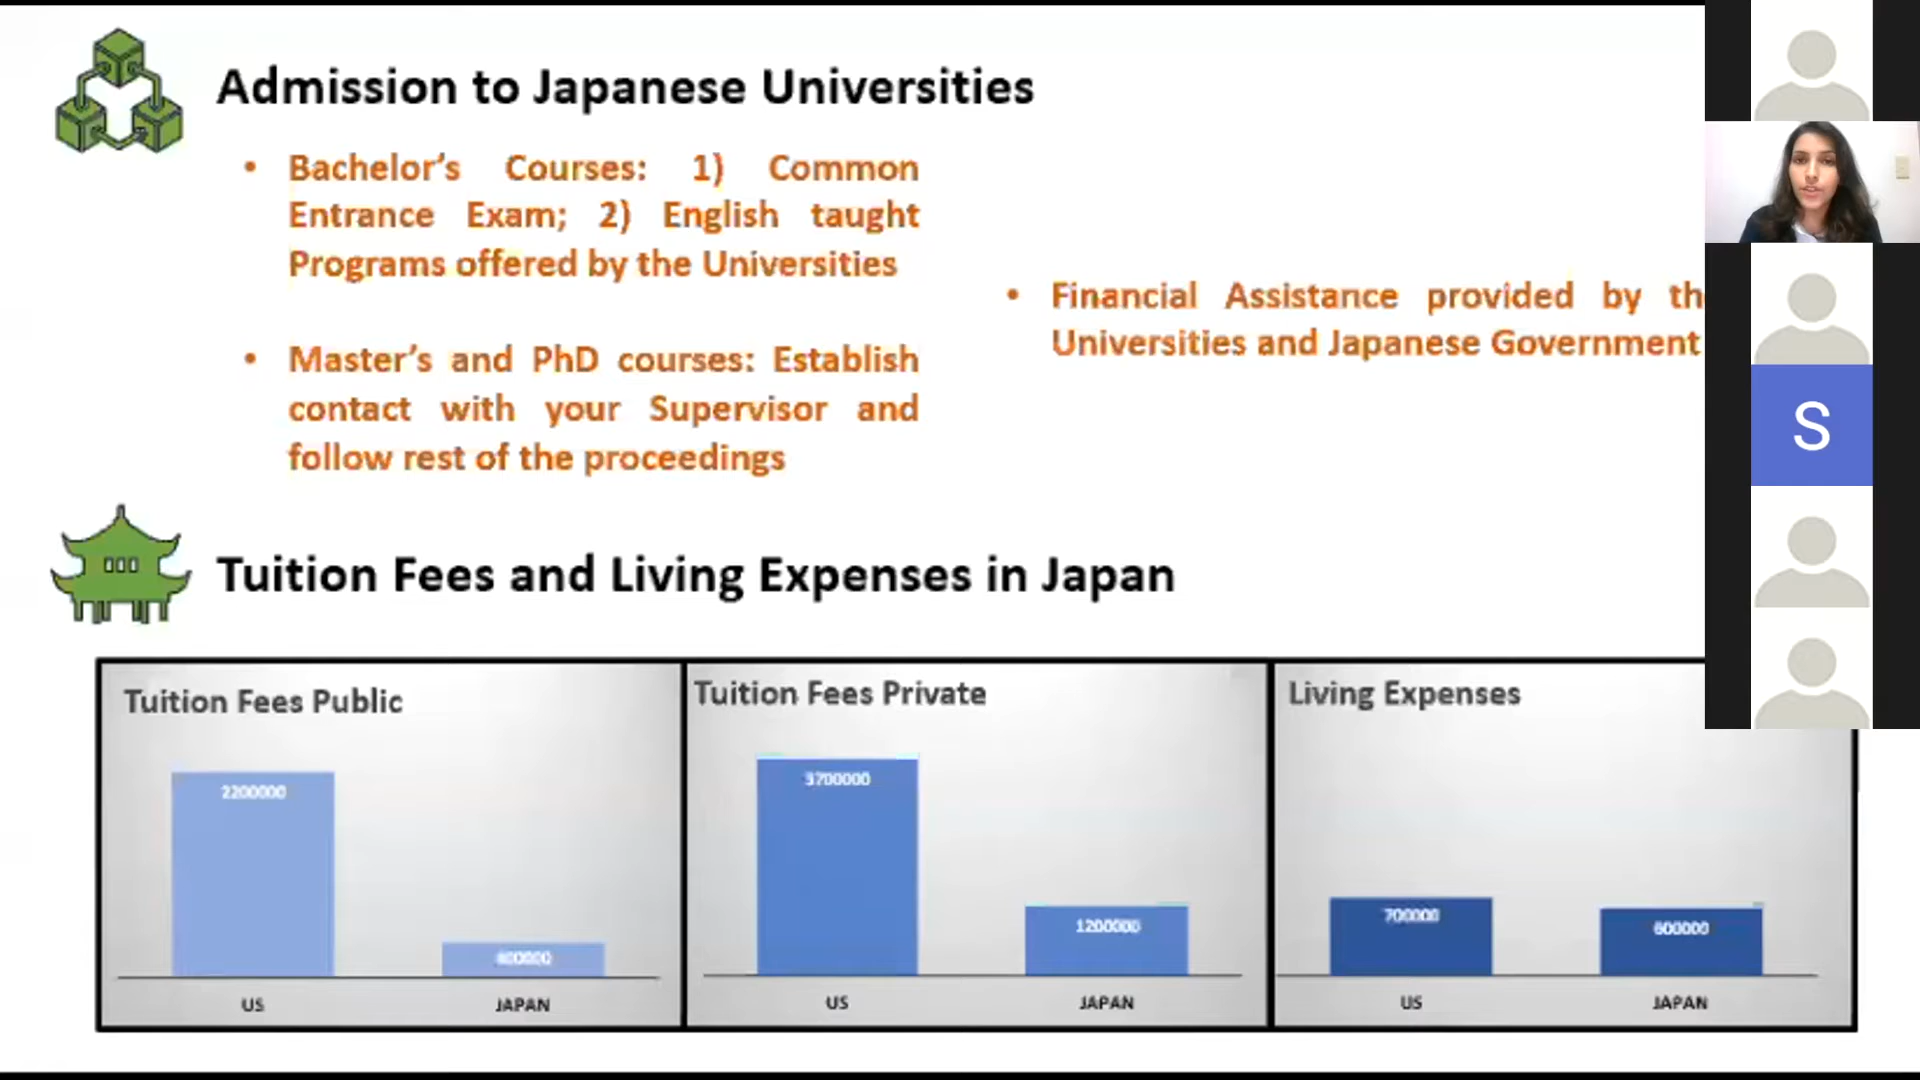 Admission to Japanese Universities
• Bachelor's Courses: 1) Common
Entrance Exam; 2) English taught
Programs offered by the Universities
• Master's and PhD courses: Establish
contact with your Supervisor and
follow rest of the proceedings
• Financial Assistance provided by th
Universities and Japanese Government
S
Tuition Fees and Living Expenses in Japan
Tuition Fees Public
2200000
US
JAPAN
Tuition Fees Private
3700000
1200000
US
JAPAN
Living Expenses
700000
600000
US
JAPAN